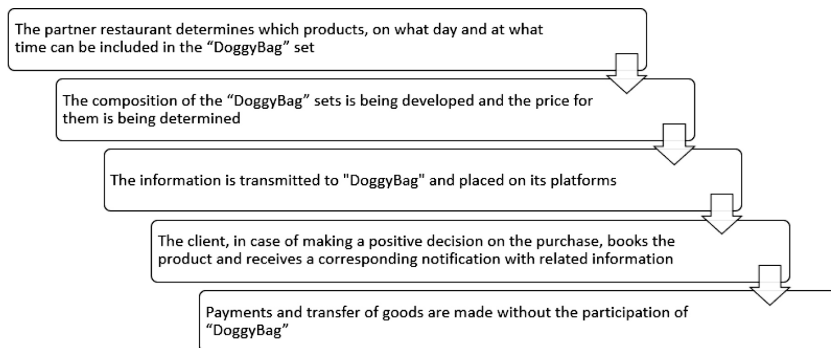 The partner restaurant determines which products, on what day and at what
time can be included in the “DoggyBag” set
The composition of the “DoggyBag” sets is being developed and the price for
them is being determined
The information is transmitted to "DoggyBag" and placed on its platforms
The client, in case of making a positive decision on the purchase, books the
product and receives a corresponding notification with related information
Payments and transfer of goods are made without the participation of
“DoggyBag”